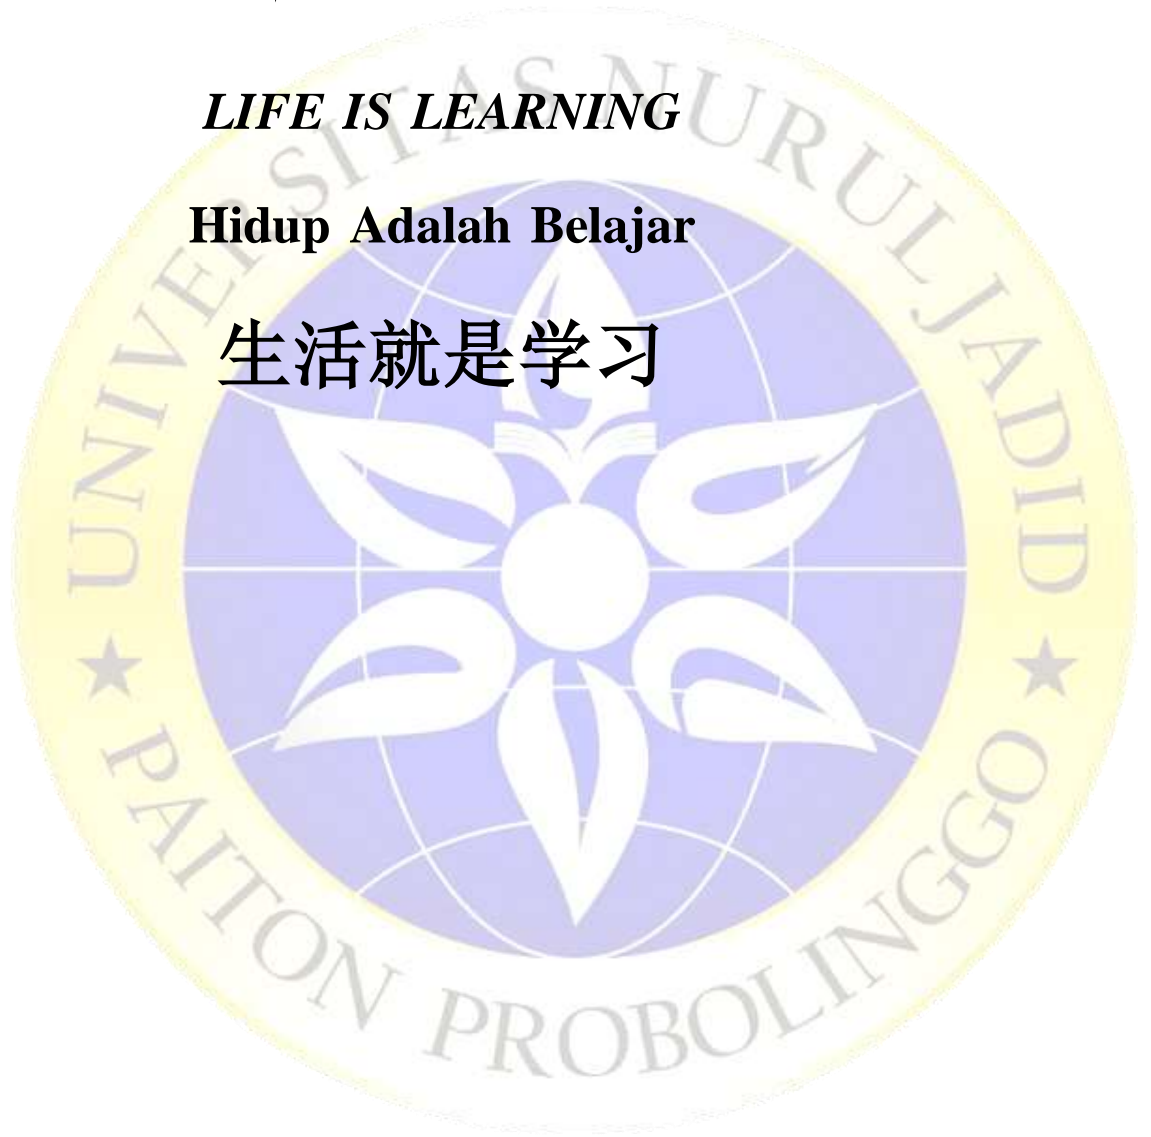 LIFE IS LEARNING
Hidup Adalah Belajar
生活就是学习
UNIVERSITAS NURUL JADID
★ PAITON PROBOLINGGO ★